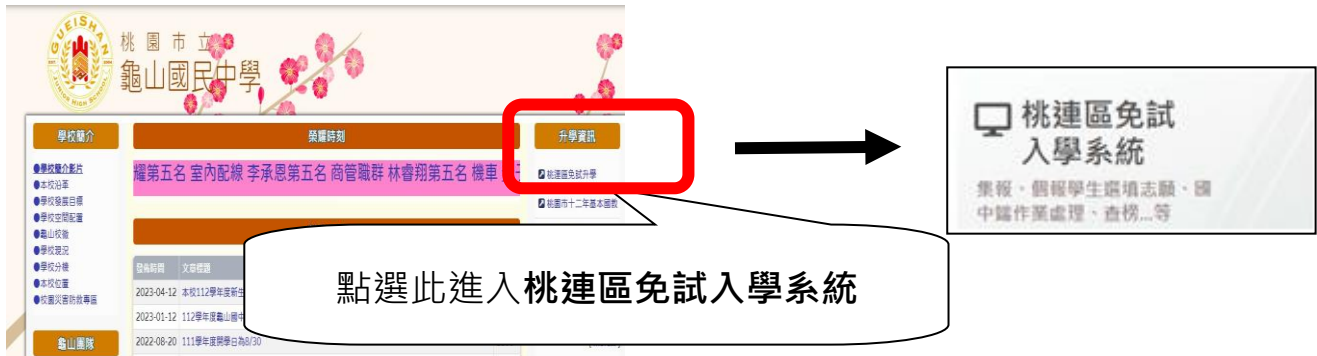 GUEISHAN
JUNIOR HIGH SCHOOL
桃園市立
龜山國民中學
學校簡介
●學校簡介影片
●本校沿革
●學校發展目標
●學校空間配置
●龜山校徽
●學校現況
●學校分機
●本校位置
●校園災害防救專區
龜山團隊
榮耀時刻
耀第五名 室內配線 李承恩第五名 商管職群 林睿翔第五名 機車
發佈時間 文章標題
2023-04-12 本校112學年度新生
2023-01-12 112學年度龜山國中
2022-08-20 111學年度開學日為8/30
升學資訊
桃連區免試升學
桃園市十二年基本國教
點選此進入桃連區免試入學系統
桃連區免試
入學系統
集報、個報學生選填志願、國
中端作業處理、查榜...等